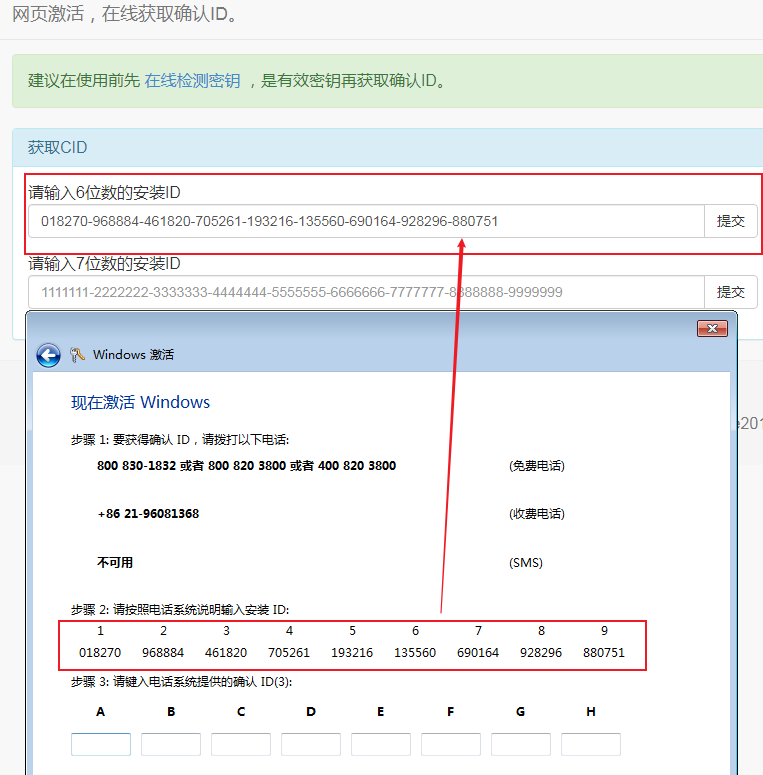 网页激活，在线获取确认ID。
建议在使用前先 在线检测密钥 ，是有效密钥再获取确认ID。
获取CID
请输入6位数的安装ID
018270-968884-461820-705261-193216-135560-690164-928296-880751 提交
请输入7位数的安装ID
1111111-2222222-3333333-4444444-5555555-6666666-7777777-8888888-9999999 提交
Windows 激活
现在激活 Windows
e201
步骤 1: 要获得确认 ID，请拨打以下电话:
800 830-1832 或者 800 820 3800 或者 400 820 3800 (免费电话)
+86 21-96081368 (收费电话)
不可用 (SMS)
步骤 2: 请按照电话系统说明输入安装 ID:
1 2 3 4 5 6 7 8 9
018270 968884 461820 705261 193216 135560 690164 928296 880751
步骤 3: 请键入电话系统提供的确认 ID(3):
A B C D E F G H